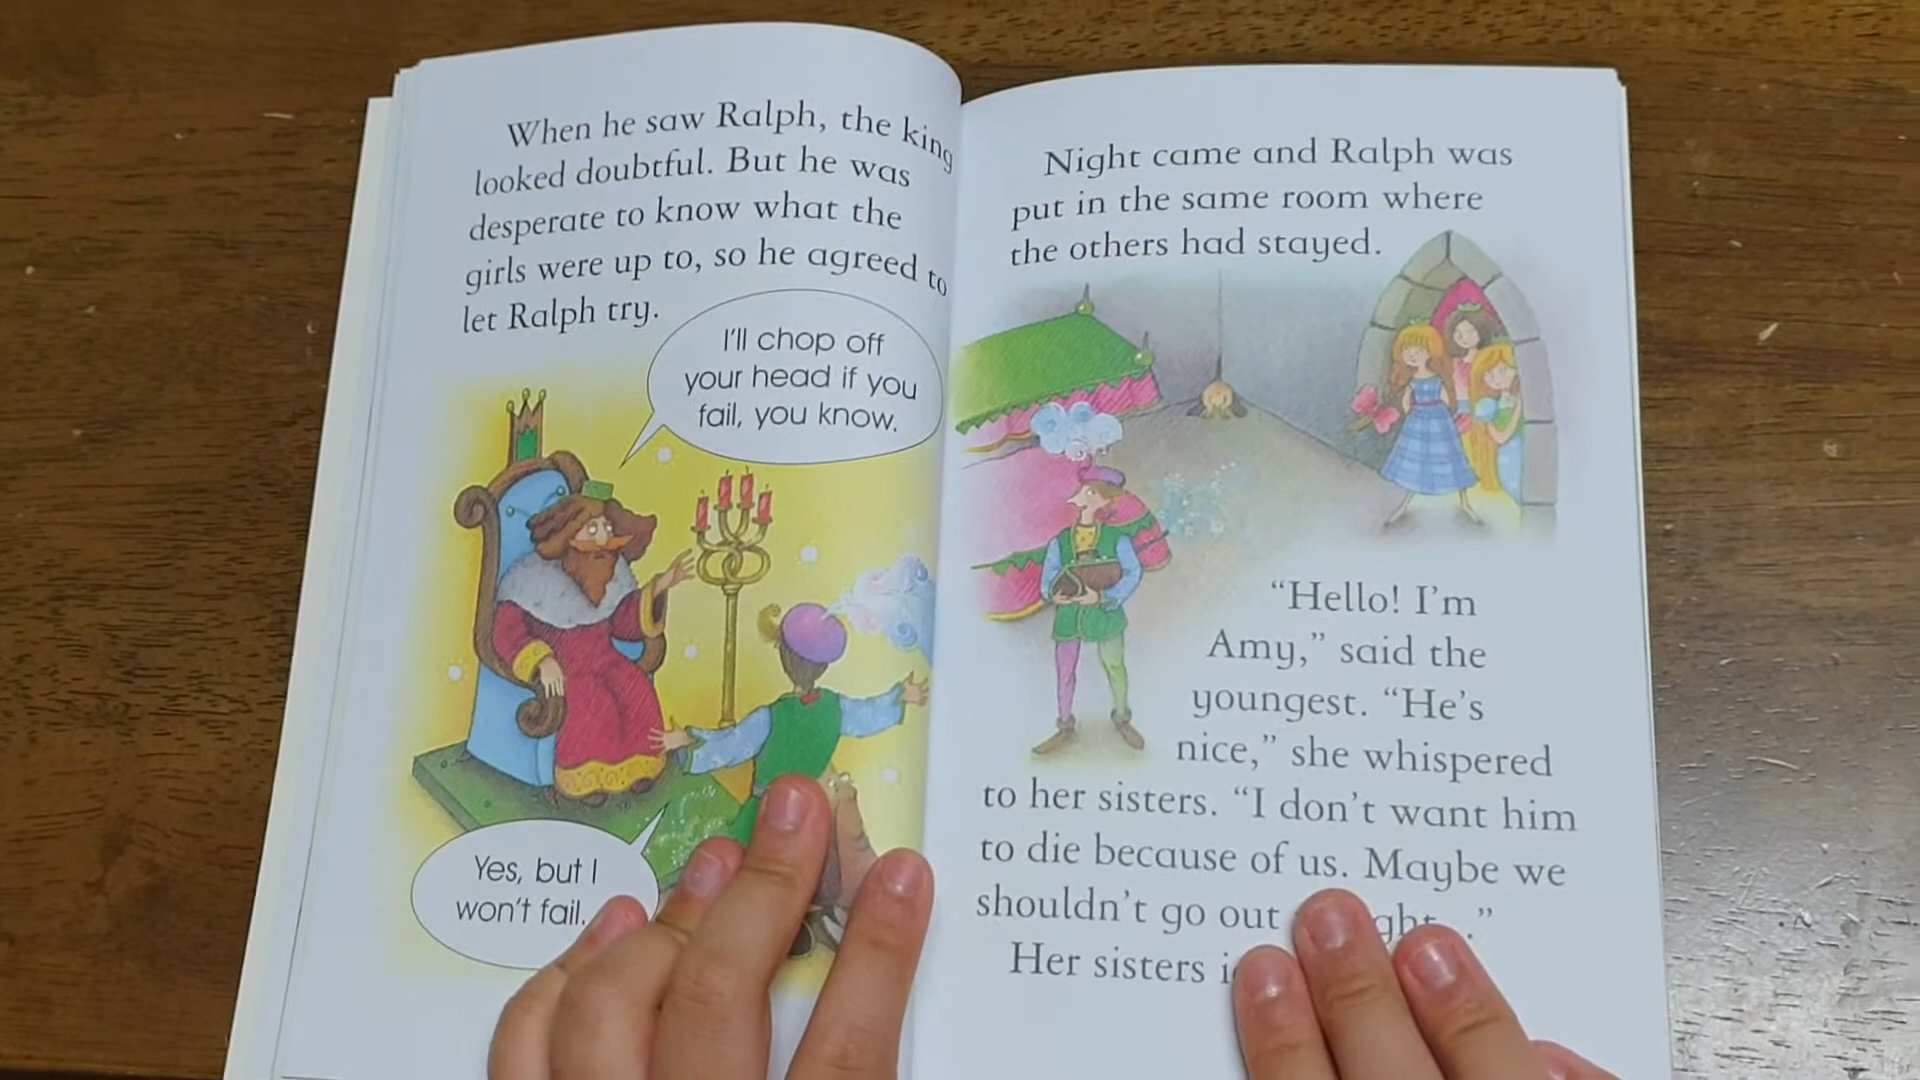 When he saw Ralph, the king
looked doubtful. But he was
desperate to know what the
girls were up to, so he agreed to
let Ralph try.
I'll chop off
your head if you
fail, you know.
Yes, but I
won't fail.
Night came and Ralph was
put in the same room where
the others had stayed.
“Hello! I'm
Amy,” said the
youngest. “He's
nice,” she whispered
to her sisters. “I don't want him
to die because of us. Maybe we
shouldn't go out
Her sisters